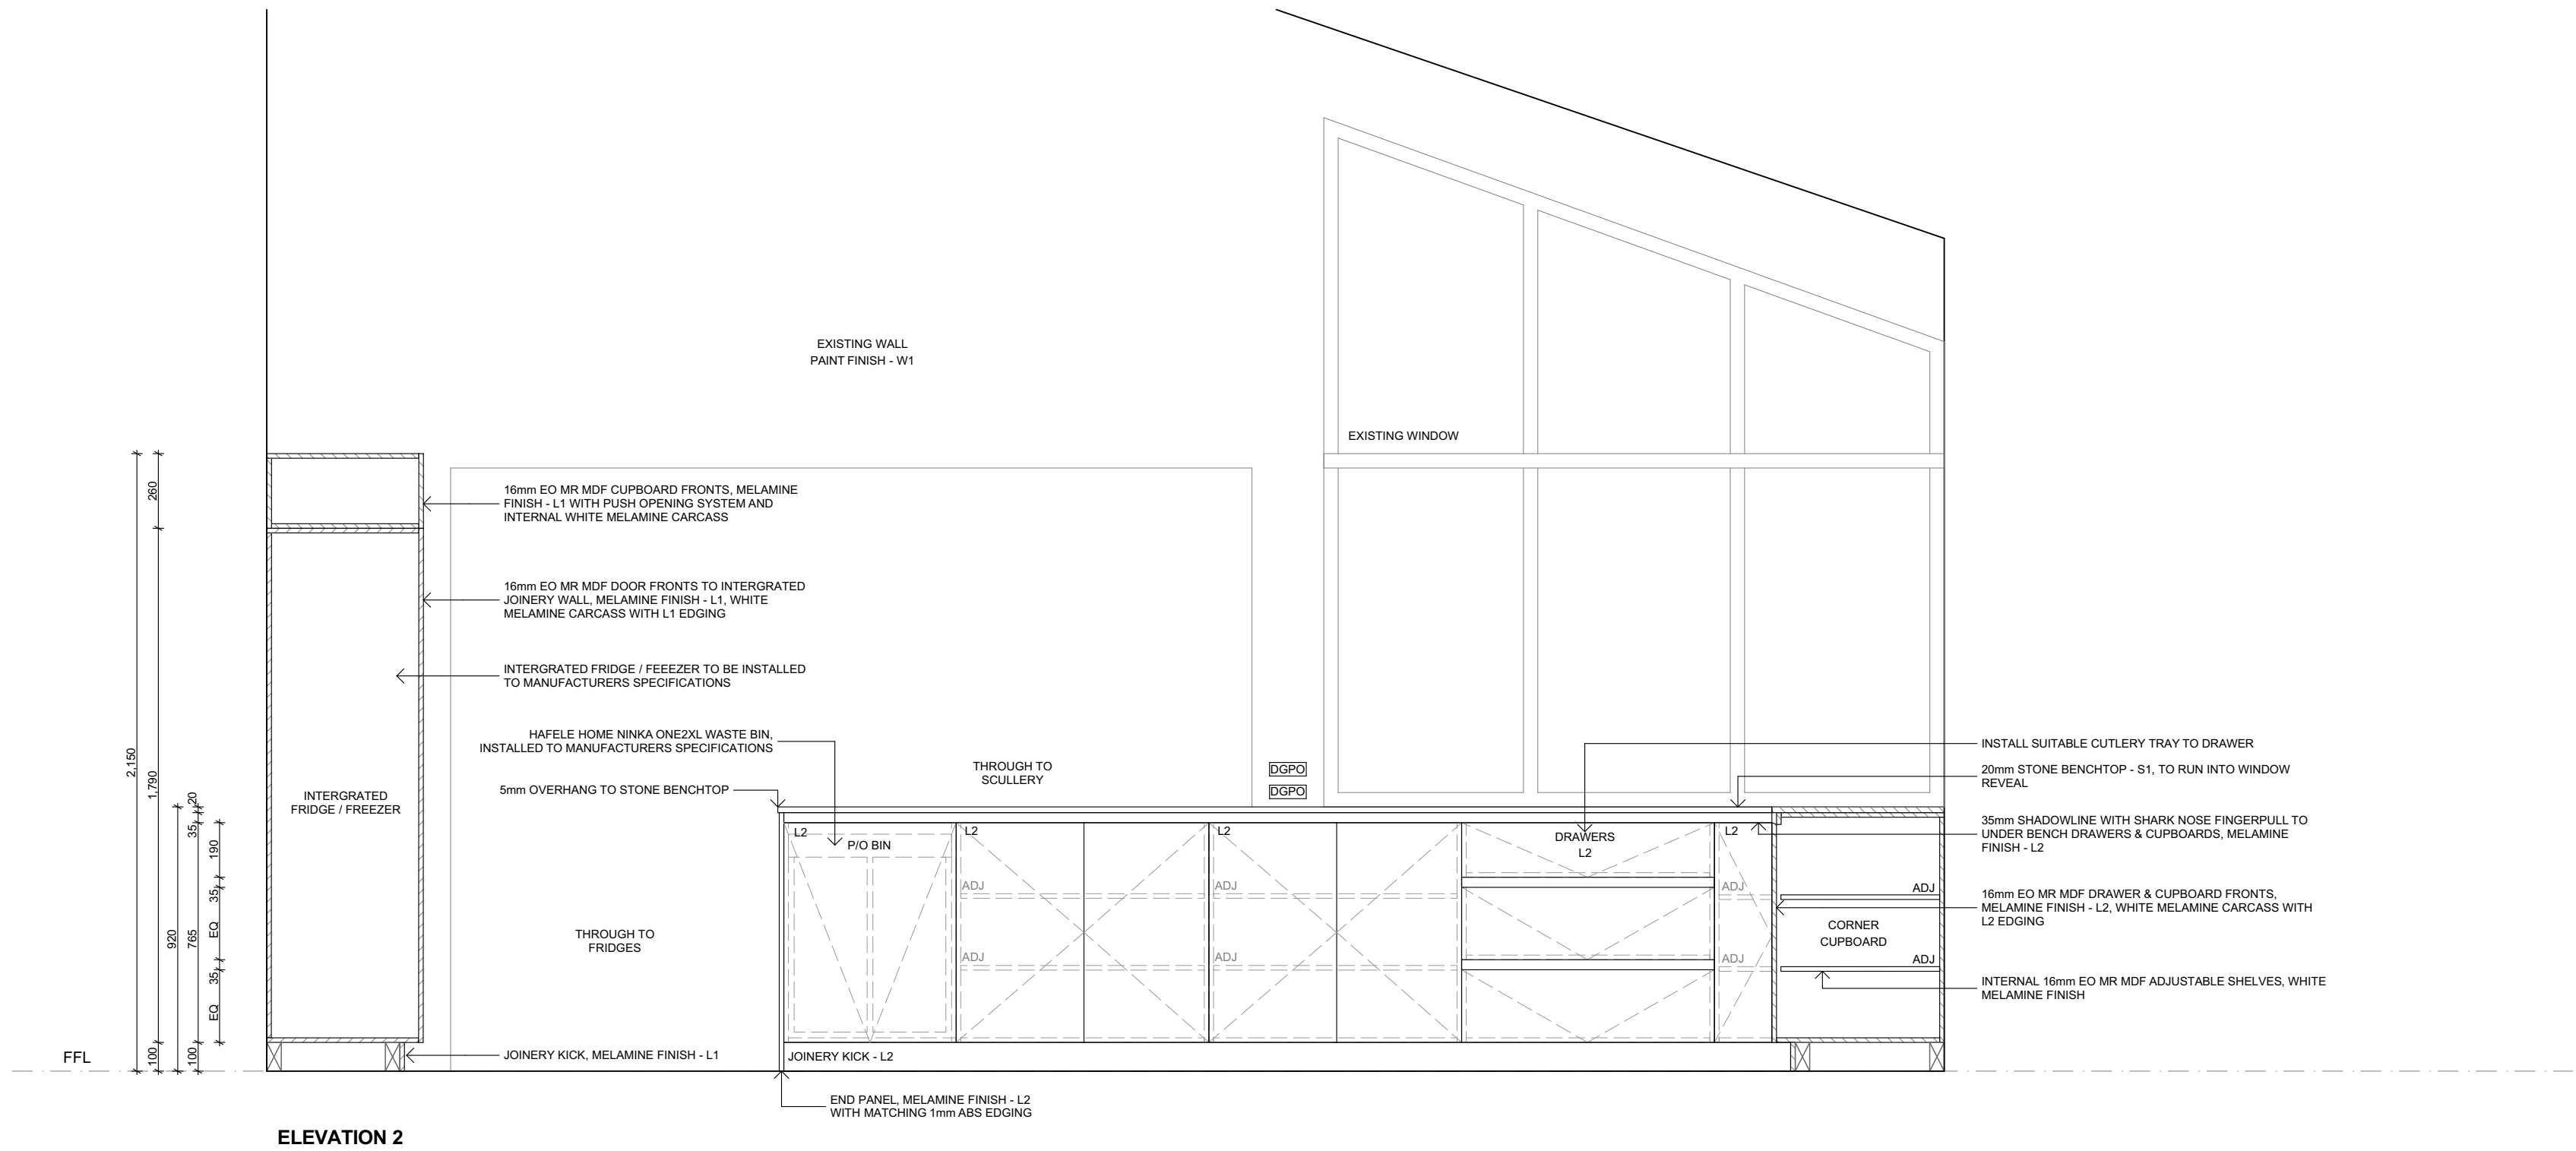 EXISTING WALL
PAINT FINISH - W1
EXISTING WINDOW
16mm EO MR MDF CUPBOARD FRONTS, MELAMINE
FINISH - L1 WITH PUSH OPENING SYSTEM AND
INTERNAL WHITE MELAMINE CARCASS
16mm EO MR MDF DOOR FRONTS TO INTERGRATED
JOINERY WALL, MELAMINE FINISH - L1, WHITE
MELAMINE CARCASS WITH L1 EDGING
INTERGRATED FRIDGE / FEEEZER TO BE INSTALLED
TO MANUFACTURERS SPECIFICATIONS
HAFELE HOME NINKA ONE2XL WASTE BIN,
INSTALLED TO MANUFACTURERS SPECIFICATIONS
5mm OVERHANG TO STONE BENCHTOP
THROUGH TO
SCULLERY
DGPO
DGPO
INSTALL SUITABLE CUTLERY TRAY TO DRAWER
20mm STONE BENCHTOP - S1, TO RUN INTO WINDOW
REVEAL
35mm SHADOWLINE WITH SHARK NOSE FINGERPULL TO
UNDER BENCH DRAWERS & CUPBOARDS, MELAMINE
FINISH - L2
16mm EO MR MDF DRAWER & CUPBOARD FRONTS,
MELAMINE FINISH - L2, WHITE MELAMINE CARCASS WITH
L2 EDGING
INTERNAL 16mm EO MR MDF ADJUSTABLE SHELVES, WHITE
MELAMINE FINISH
2,150
260
1,790
100
920
20
35
765
100
190
35
EQ
35
EQ
INTERGRATED
FRIDGE / FREEZER
THROUGH TO
FRIDGES
L2
P/O BIN
L2
ADJ
ADJ
L2
ADJ
ADJ
DRAWERS
L2
L2
ADJ
ADJ
ADJ
CORNER
CUPBOARD
ADJ
FFL
JOINERY KICK, MELAMINE FINISH - L1
JOINERY KICK - L2
END PANEL, MELAMINE FINISH - L2
WITH MATCHING 1mm ABS EDGING
ELEVATION 2